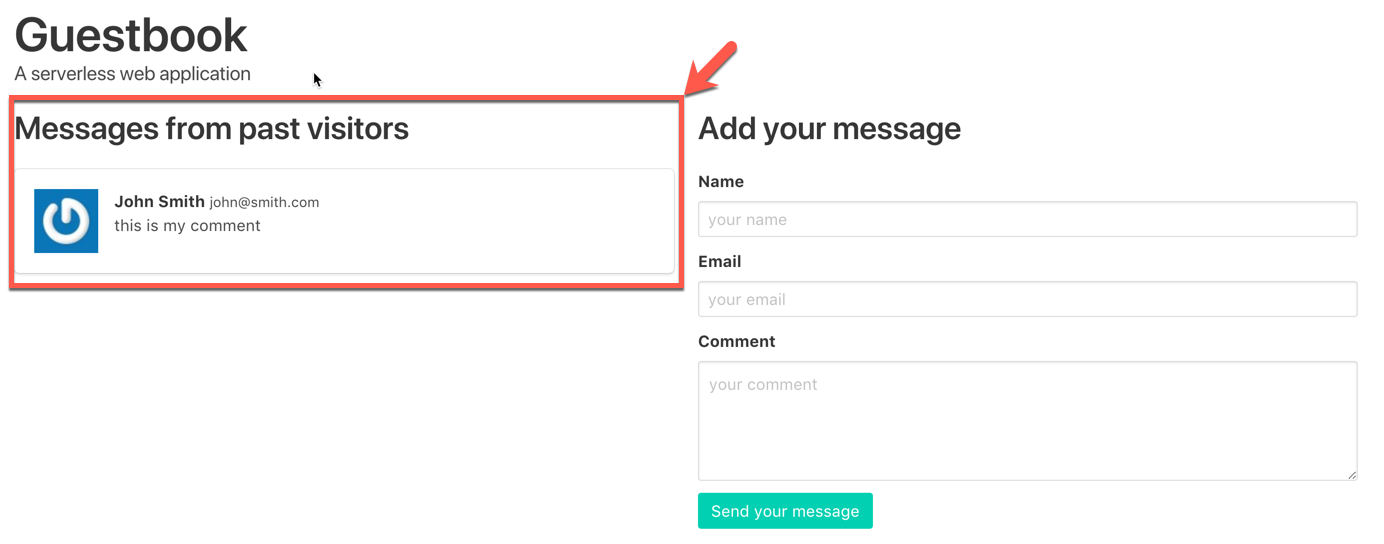 Guestbook
A serverless web application
Messages from past visitors
John Smith john@smith.com
this is my comment
Add your message
Name
your name
Email
your email
Comment
your comment
Send your message